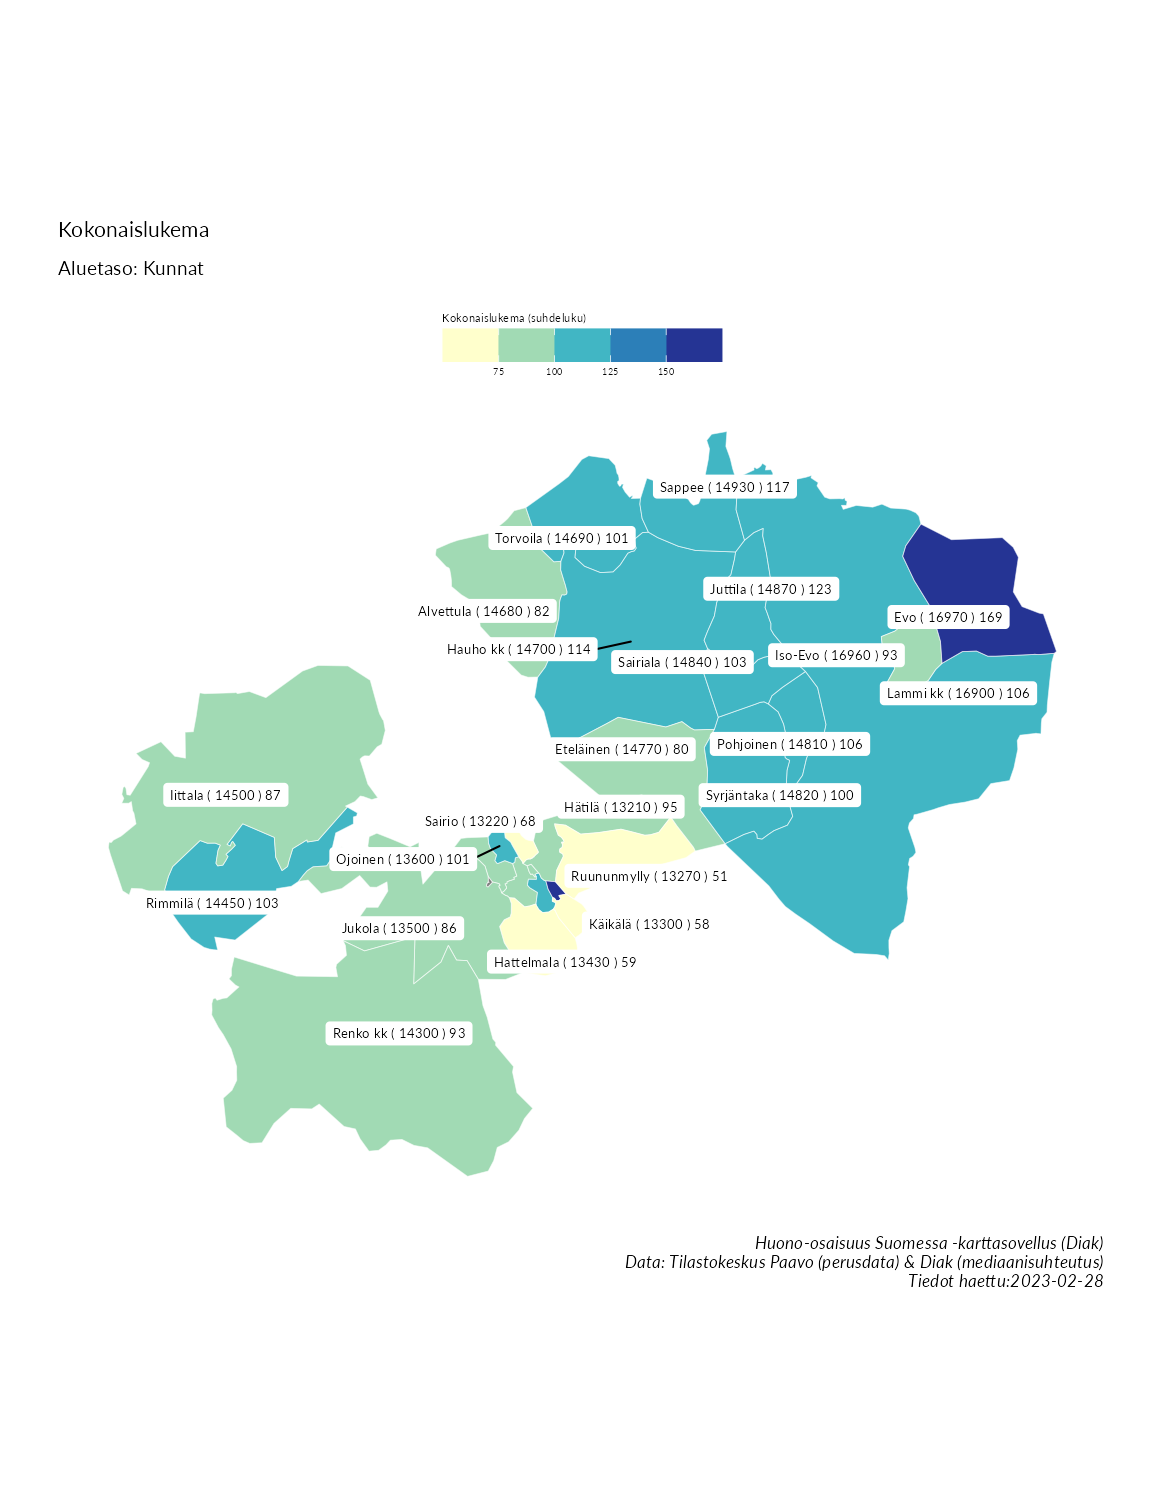 Kokonaislukema
Aluetaso: Kunnat
Kokonaislukema (suhdeluku)
75 100 125 150
Sappee ( 14930 ) 117
Torvoila ( 14690 ) 101
Juttila ( 14870 ) 123
Alvettula ( 14680 ) 82
Evo ( 16970 ) 169
Hauho kk ( 14700 ) 114
Iso-Evo ( 16960 ) 93
Sairiala ( 14840 ) 103
Lammi kk ( 16900 ) 106
Pohjoinen ( 14810 ) 106
Eteläinen ( 14770 ) 80
Iittala ( 14500 ) 87
Syrjäntaka ( 14820 ) 100
Hätilä ( 13210 ) 95
Sairio ( 13220 ) 68
Ojoinen ( 13600 ) 101
Ruununmylly ( 13270 ) 51
Rimmilä ( 14450 ) 103
Käikälä ( 13300 ) 58
Jukola ( 13500 ) 86
Hattelmala ( 13430 ) 59
Renko kk ( 14300 ) 93
Huono-osaisuus Suomessa -karttasovellus (Diak)
Data: Tilastokeskus Paavo (perusdata) & Diak (mediaanisuhteutus)
Tiedot haettu:2023-02-28